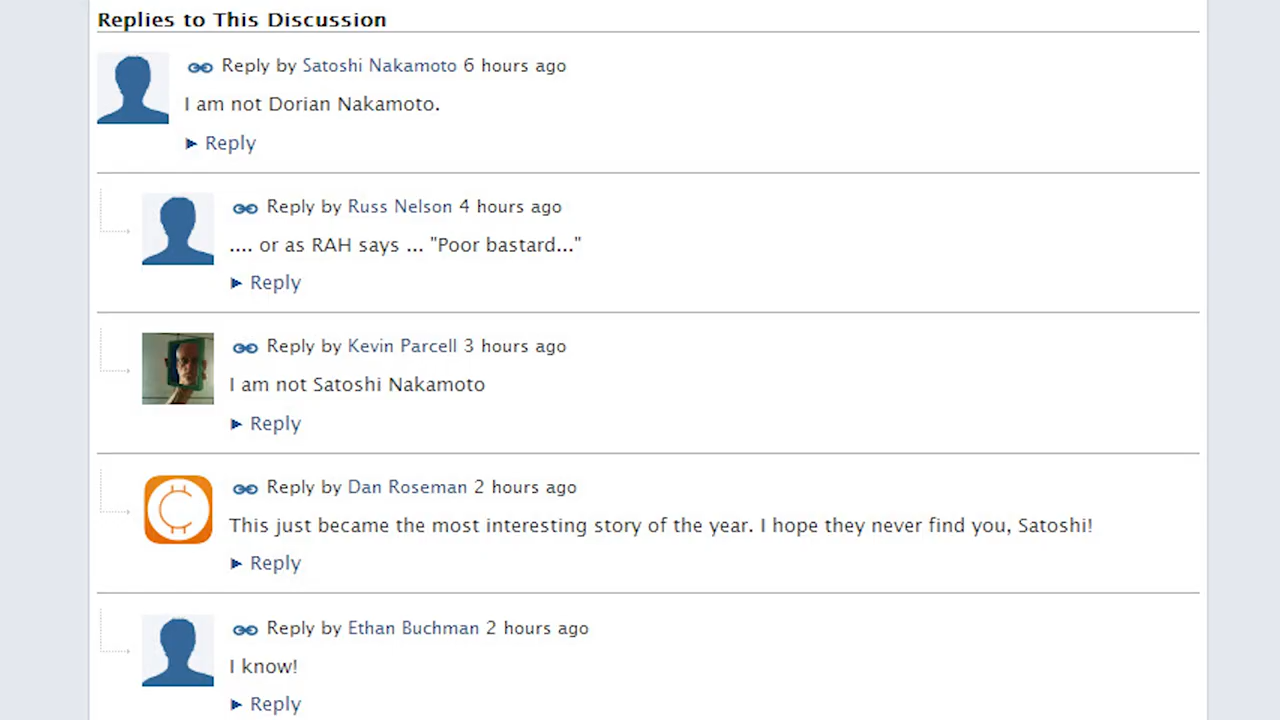 Replies to This Discussion
Reply by Satoshi Nakamoto 6 hours ago
I am not Dorian Nakamoto.
Reply
Reply by Russ Nelson 4 hours ago
.... or as RAH says ... "Poor bastard..."
Reply
Reply by Kevin Parcell 3 hours ago
I am not Satoshi Nakamoto
Reply
Reply by Dan Roseman 2 hours ago
This just became the most interesting story of the year. I hope they never find you, Satoshi!
Reply
Reply by Ethan Buchman 2 hours ago
I know!
Reply